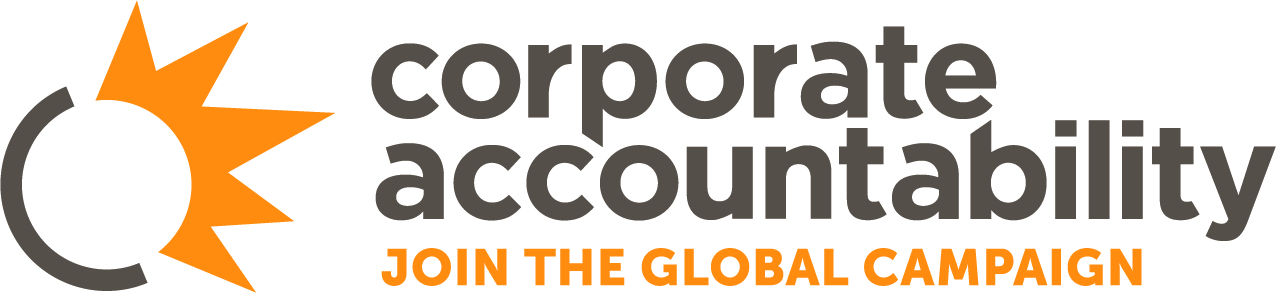 corporate
accountability
JOIN THE GLOBAL CAMPAIGN